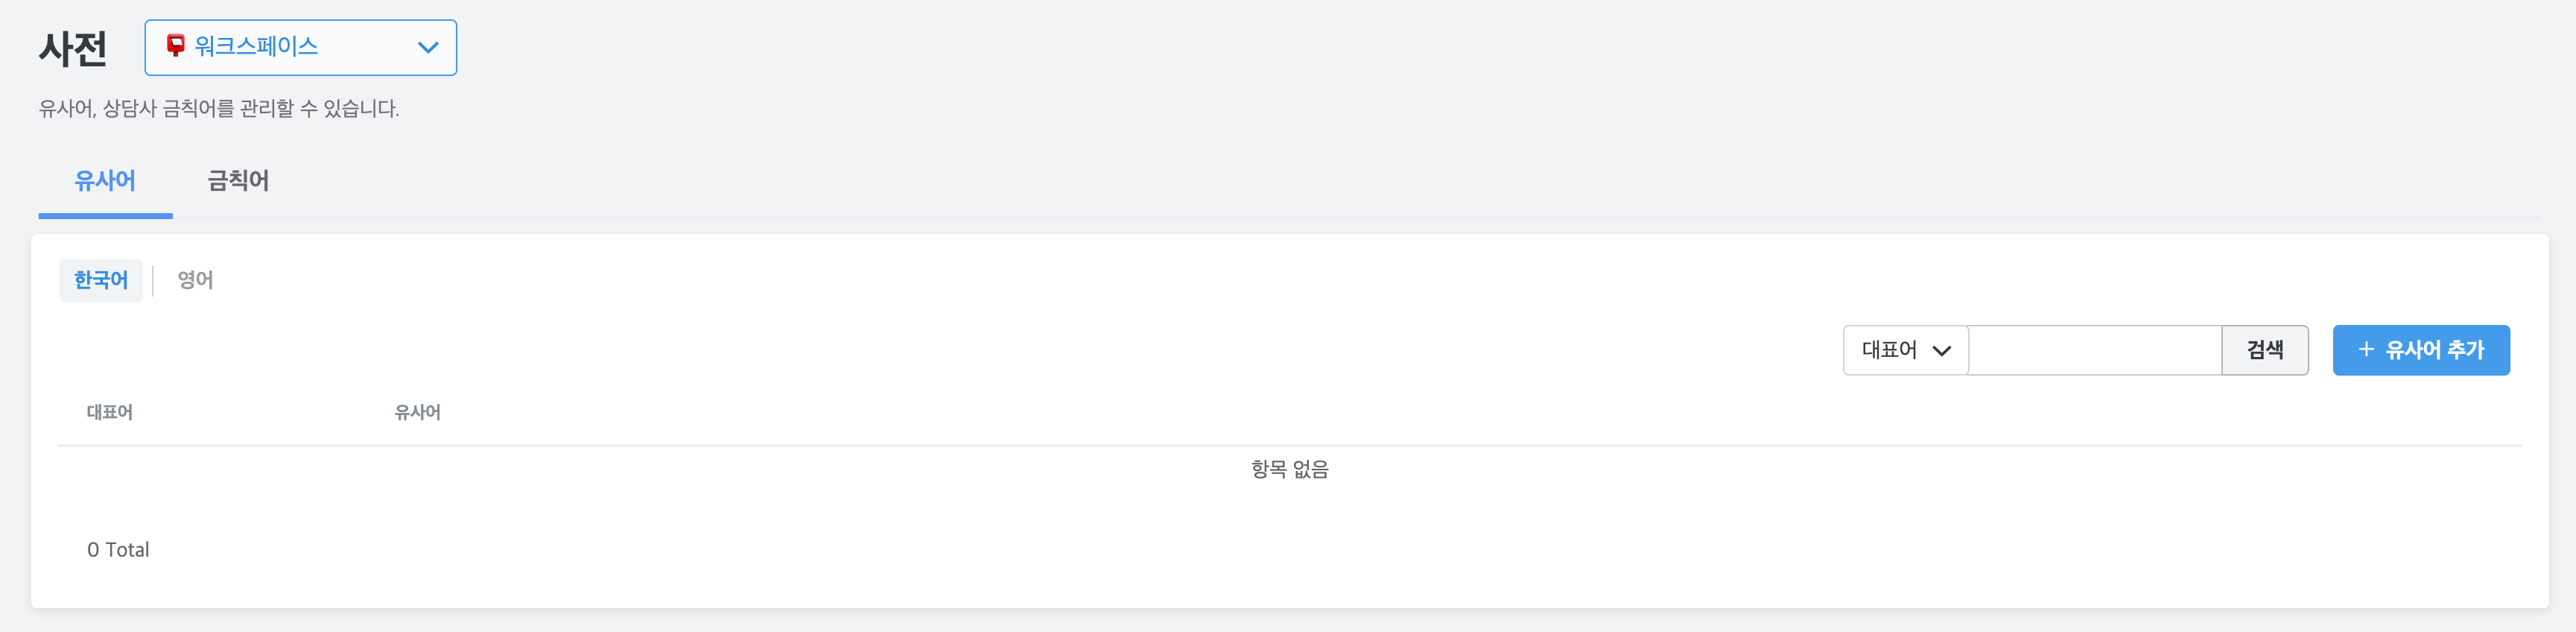 사전
워크스페이스
유사어, 상담사 금칙어를 관리할 수 있습니다.
유사어 금칙어
한국어 영어
대표어 검색 + 유사어 추가
대표어 유사어
항목 없음
0 Total